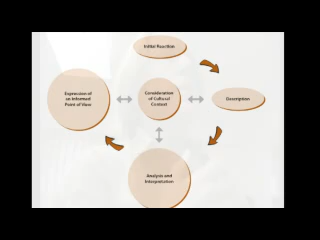 Initial Reaction
Expression of
an Informed
Point of View
Consideration
of Cultural
Context
Description
Analysis and
Interpretation